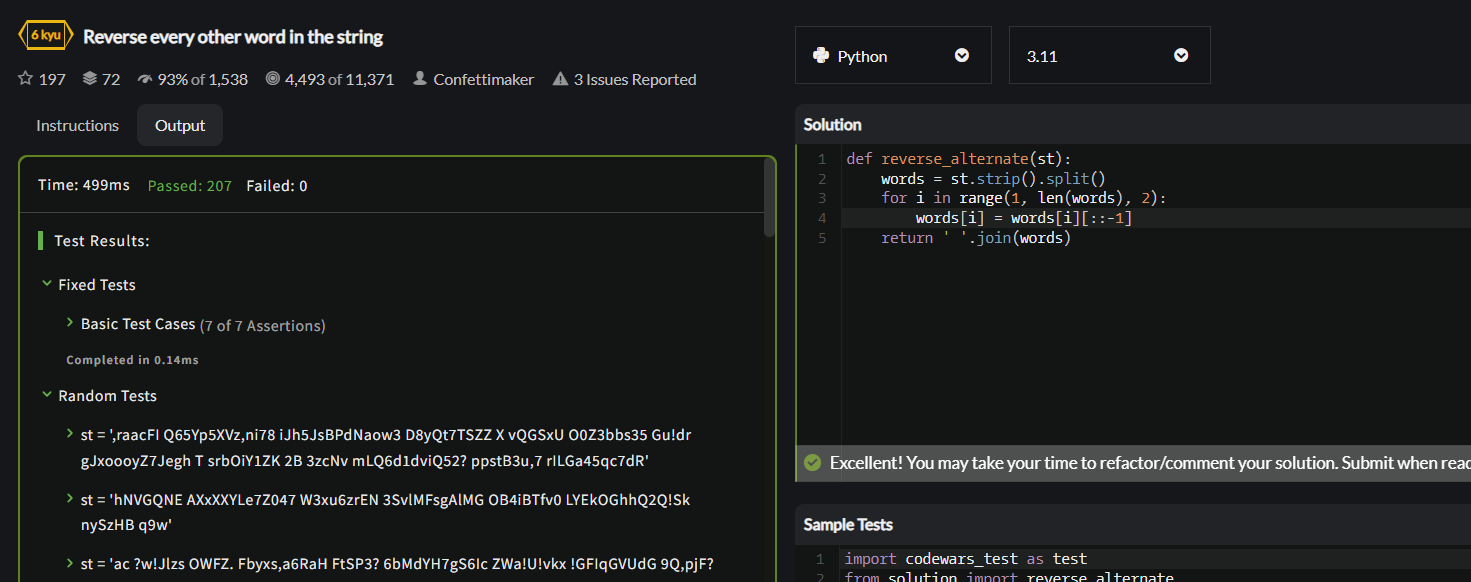 6 kyu Reverse every other word in the string
197 72 93% of 1,538 4,493 of 11,371 Confettimaker 3 Issues Reported
Instructions Output
Time: 499ms Passed: 207 Failed: 0
Test Results:
Fixed Tests
Basic Test Cases (7 of 7 Assertions)
Completed in 0.14ms
Random Tests
st = ',raacFI Q65Yp5XVz,ni78 iJh5JsBPdNaow3 D8yQt7TSZZ X vQGSxU O0Z3bbs35 Gu!dr
gJxoooyZ7Jegh T srbOiY1ZK 2B 3zcNv mLQ6d1dviQ52? ppstB3u,7 rILGa45qc7dR'
st = 'hNVGQNE AXxXXYLe7Z047 W3xu6zrEN 3SvlMFsgAlMG OB4iBTfv0 LYEkOGhhQ2Q!Sk
nySzHB q9w'
st = 'ac ?w!Jlzs OWFZ. Fbyxs,a6RaH FtSP3? 6bMdYH7gS6Ic ZWa!U!vkx !GFIqGVUdG 9Q,pjF?
Python 3.11
Solution
1 def reverse_alternate(st):
2 words = st.strip().split()
3 for i in range(1, len(words), 2):
4 words[i] = words[i][::-1]
5 return ' '.join(words)
Excellent! You may take your time to refactor/comment your solution. Submit when read
Sample Tests
1 import codewars_test as test
2 from solution import reverse_alternate